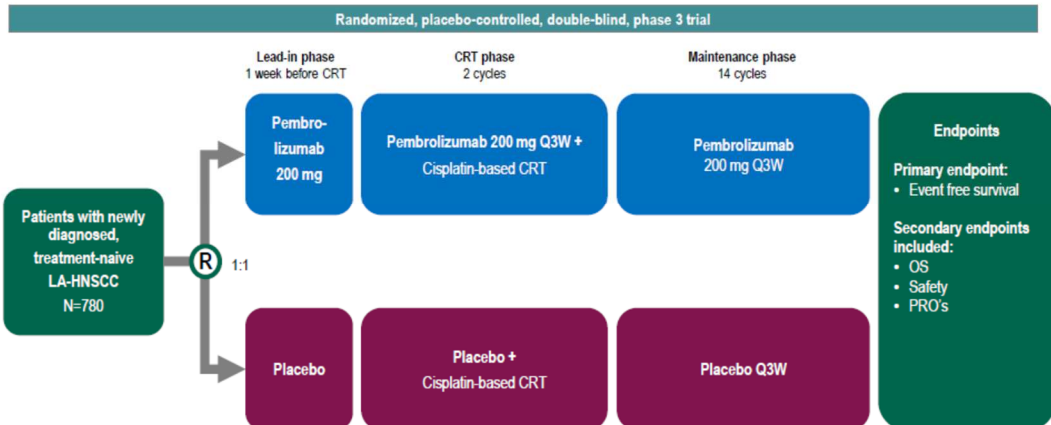 Randomized, placebo-controlled, double-blind, phase 3 trial
Lead-in phase
1 week before CRT
CRT phase
2 cycles
Maintenance phase
14 cycles
Patients with newly
diagnosed,
treatment-naive
LA-HNSCC
N=780
R
1:1
Pembro-
lizumab
200 mg
Pembrolizumab 200 mg Q3W +
Cisplatin-based CRT
Pembrolizumab
200 mg Q3W
Placebo
Placebo +
Cisplatin-based CRT
Placebo Q3W
Endpoints
Primary endpoint:
• Event free survival
Secondary endpoints
included:
• OS
• Safety
• PRO's